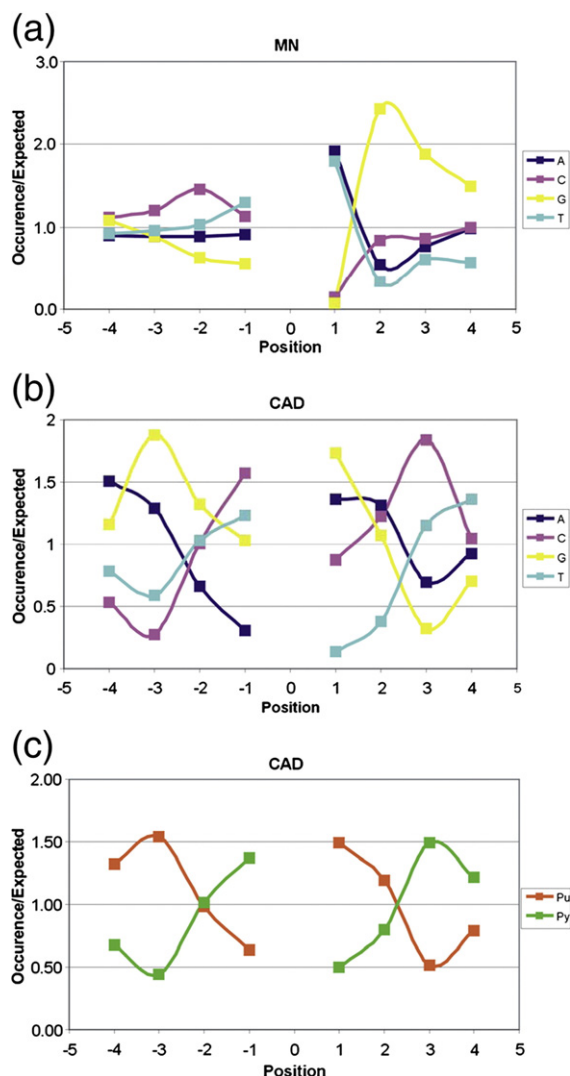 (a)
MN
Occurence/Expected
3.0
2.0
1.0
0.0
-5 -4 -3 -2 -1 0 1 2 3 4 5
Position
A
C
G
T
(b)
CAD
Occurence/Expected
2
1.5
1
0.5
0
-5 -4 -3 -2 -1 0 1 2 3 4 5
Position
A
C
G
T
(c)
CAD
Occurence/Expected
2.00
1.50
1.00
0.50
0.00
-5 -4 -3 -2 -1 0 1 2 3 4 5
Position
Pu
Py